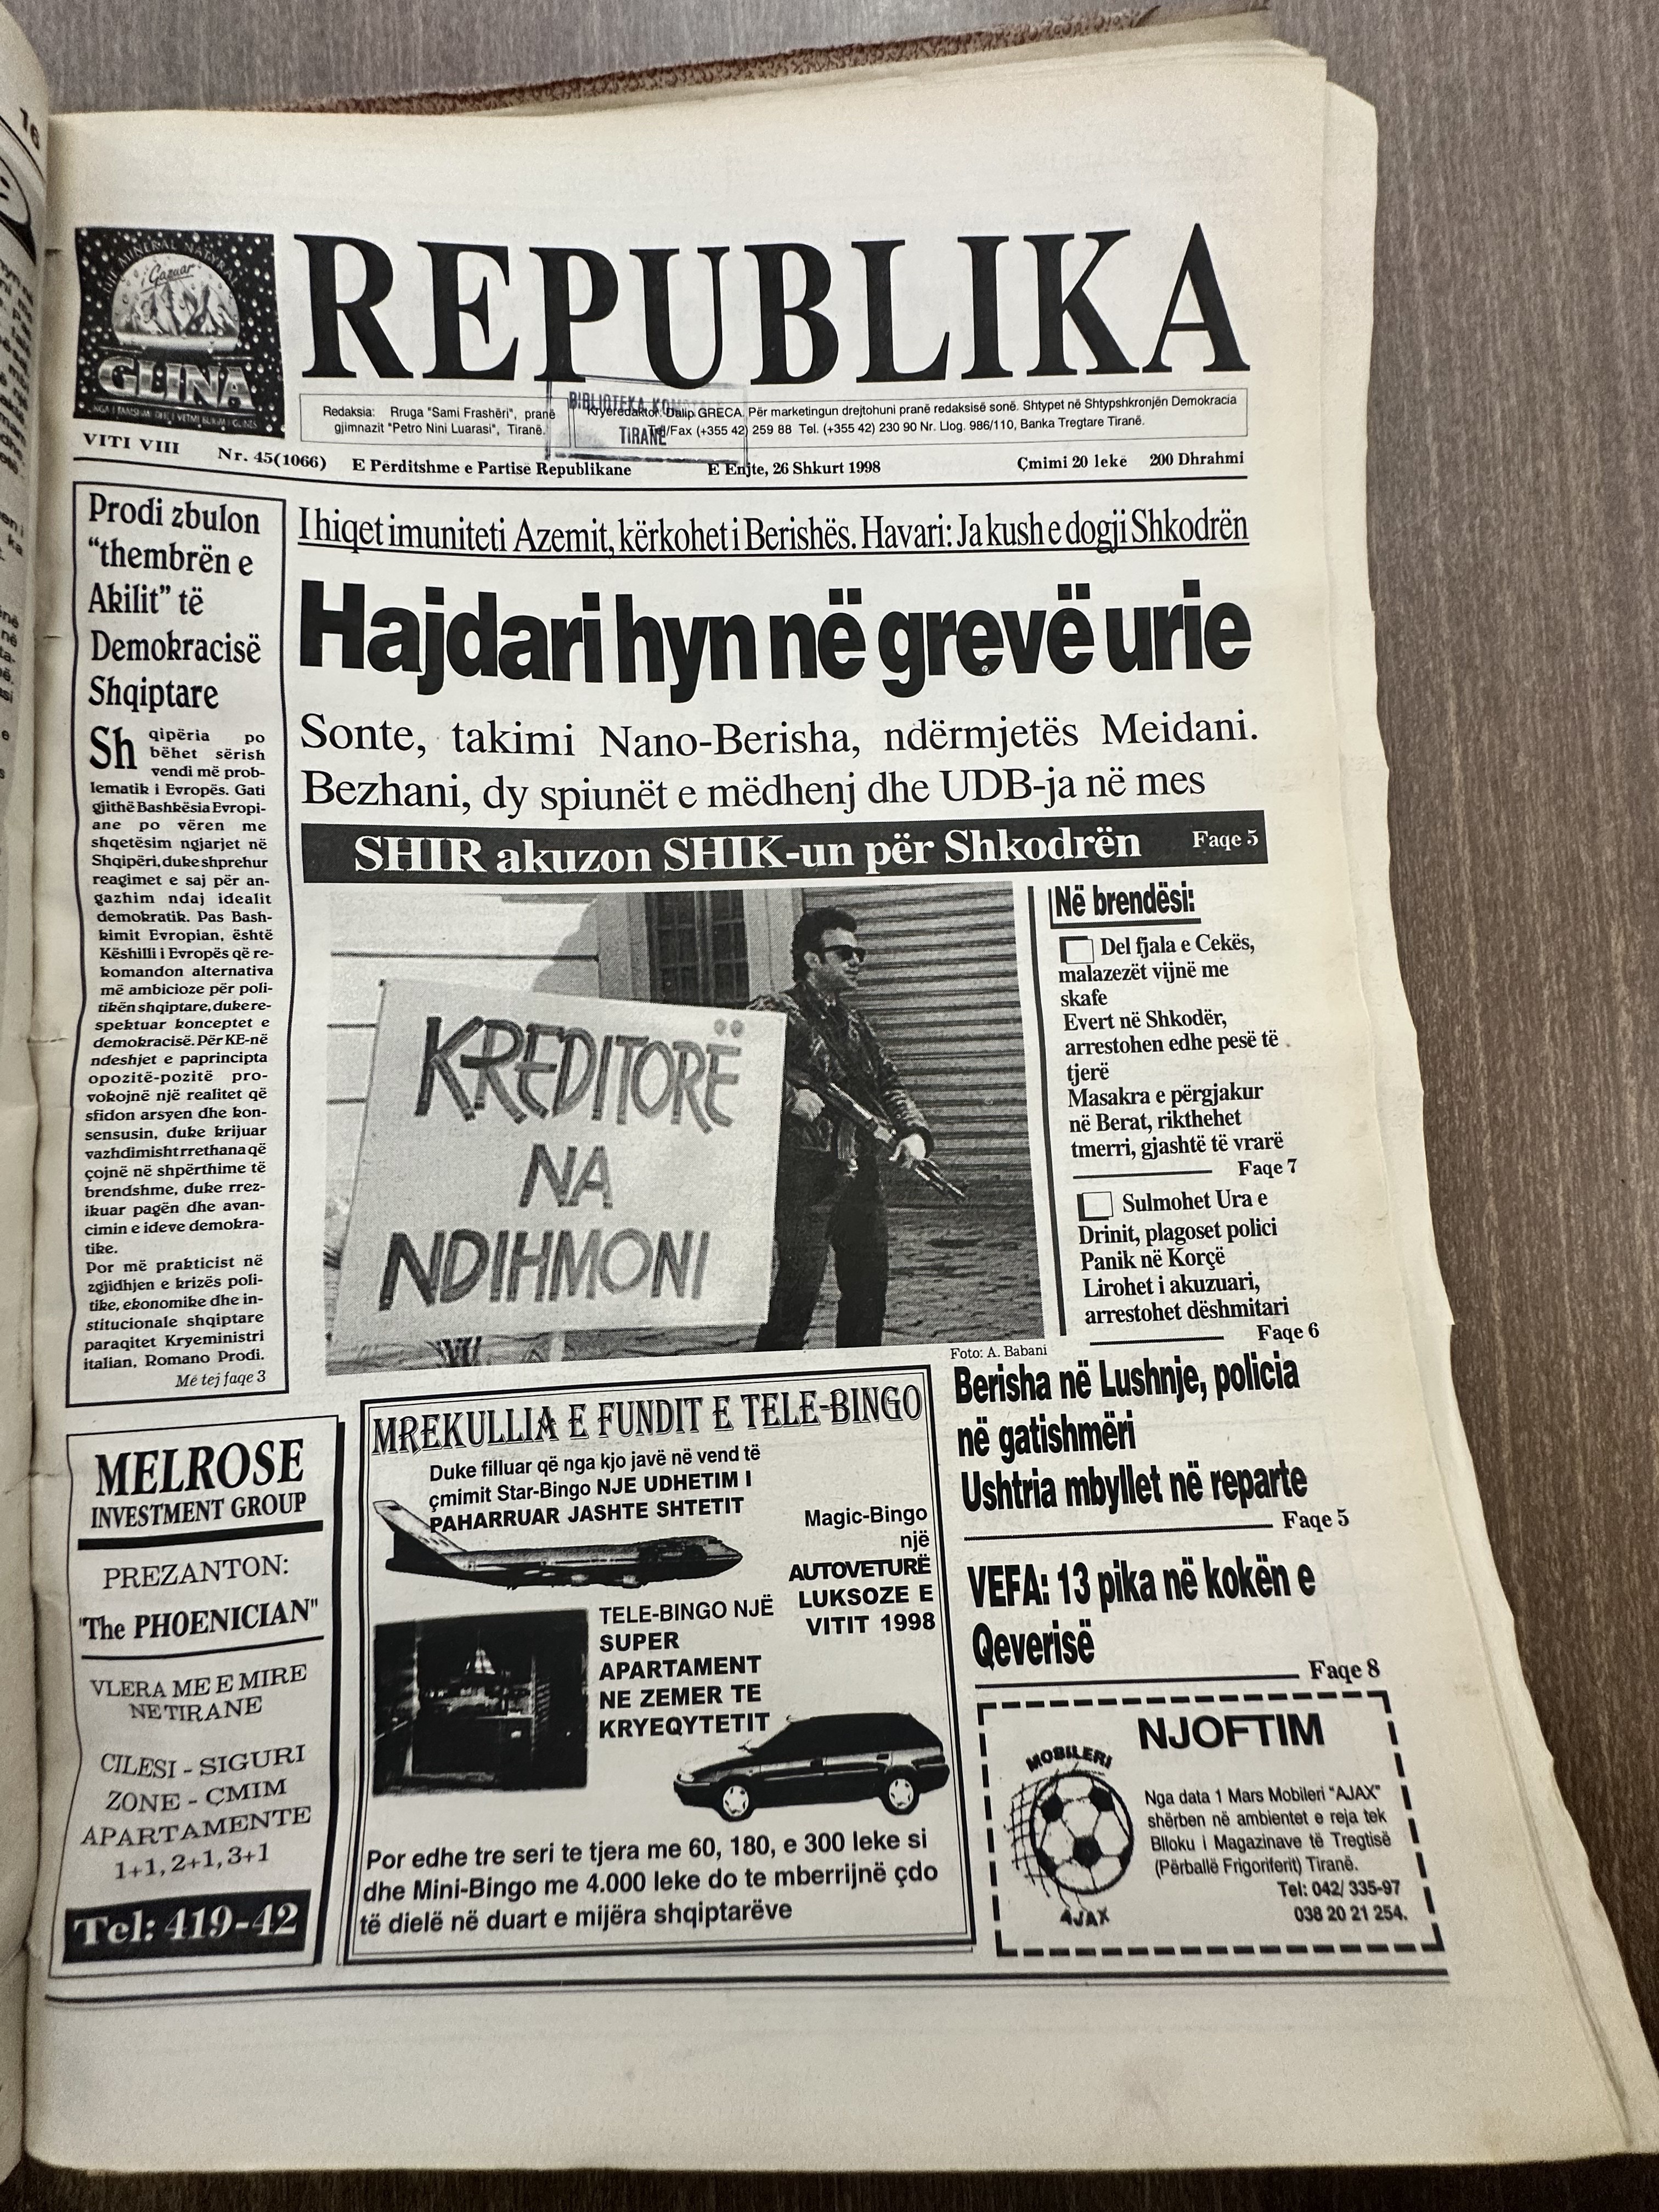 16
UJI MINERAL NATYRAL
i Gazuar
GLINA
REPUBLIKA
Redaksia: Rruga "Sami Frashëri", pranë
gjimnazit "Petro Nini Luarasi", Tiranë.
BIBLIOTEKA
TIRANË
Kryeredaktor: Dalip GRECA. Për marketingun drejtohuni pranë redaksisë sonë. Shtypet në Shtypshkronjën Demokracia
Tel/Fax (+355 42) 259 88 Tel. (+355 42) 230 90 Nr. Llog. 986/110, Banka Tregtare Tiranë.
VITI VIII Nr. 45(1066) E Përditshme e Partisë Republikane E Enjte, 26 Shkurt 1998 Çmimi 20 lekë 200 Dhrahmi
Prodi zbulon
“thembrën e
Akilit” të
Demokracisë
Shqiptare
Shqipëria po
bëhet sërish
vendi më prob-
lematik i Evropës. Gati
gjithë Bashkësia Evropi-
ane po vëren me
shqetësim ngjarjet në
Shqipëri, duke shprehur
reagimet e saj për an-
gazhim ndaj idealit
demokratik. Pas Bash-
kimit Evropian, është
Këshilli i Evropës që re-
komandon alternativa
më ambicioze për poli-
tikën shqiptare, duke re-
spektuar konceptet e
demokracisë. Për KE-në
ndeshjet e paprincipta
opozitë-pozitë pro-
vokojnë një realitet që
sfidon arsyen dhe kon-
sensusin, duke krijuar
vazhdimisht rrethana që
çojnë në shpërthime të
brendshme, duke rrez-
ikuar pagën dhe avan-
cimin e ideve demokra-
tike.
Por më prakticist në
zgjidhjen e krizës poli-
tike, ekonomike dhe in-
stitucionale shqiptare
paraqitet Kryeministri
italian, Romano Prodi.
Më tej faqe 3
I hiqet imuniteti Azemit, kërkohet i Berishës. Havari: Ja kush e dogji Shkodrën
Hajdari hyn në grevë urie
Sonte, takimi Nano-Berisha, ndërmjetës Meidani.
Bezhani, dy spiunët e mëdhenj dhe UDB-ja në mes
SHIR akuzon SHIK-un për Shkodrën Faqe 5
KREDITORË
NA
NDIHMONI
Foto: A. Babani
Në brendësi:
Del fjala e Cekës,
malazezët vijnë me
skafe
Evert në Shkodër,
arrestohen edhe pesë të
tjerë
Masakra e përgjakur
në Berat, rikthehet
tmerri, gjashtë të vrarë
Faqe 7
Sulmohet Ura e
Drinit, plagoset polici
Panik në Korçë
Lirohet i akuzuari,
arrestohet dëshmitari
Faqe 6
Berisha në Lushnje, policia
në gatishmëri
Ushtria mbyllet në reparte
Faqe 5
VEFA: 13 pika në kokën e
Qeverisë
Faqe 8
MELROSE
INVESTMENT GROUP
PREZANTON:
"The PHOENICIAN"
VLERA ME E MIRE
NE TIRANE
CILESI - SIGURI
ZONE - ÇMIM
APARTAMENTE
1+1, 2+1, 3+1
Tel: 419-42
MREKULLIA E FUNDIT E TELE-BINGO
Duke filluar që nga kjo javë në vend të
çmimit Star-Bingo NJE UDHETIM I
PAHARRUAR JASHTE SHTETIT
Magic-Bingo
një
AUTOVETURË
LUKSOZE E
VITIT 1998
TELE-BINGO NJË
SUPER
APARTAMENT
NE ZEMER TE
KRYEQYTETIT
Por edhe tre seri te tjera me 60, 180, e 300 leke si
dhe Mini-Bingo me 4.000 leke do te mberrijnë çdo
të dielë në duart e mijëra shqiptarëve
NJOFTIM
MOBILERI
AJAX
Nga data 1 Mars Mobileri "AJAX"
shërben në ambientet e reja tek
Blloku i Magazinave të Tregtisë
(Përballë Frigoriferit) Tiranë.
Tel: 042/ 335-97
038 20 21 254.